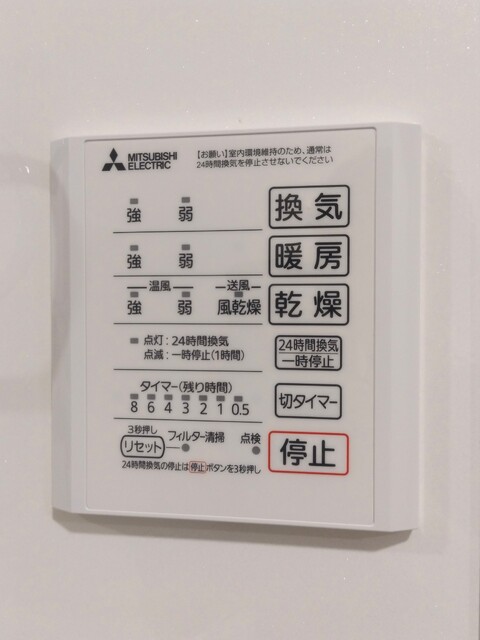 MITSUBISHI
ELECTRIC
【お願い】室内環境維持のため、通常は
24時間換気を停止させないでください
強 弱 換気
強 弱 暖房
温風 送風
強 弱 風乾燥 乾燥
点灯:24時間換気
点滅:一時停止(1時間)
24時間換気
一時停止
タイマー(残り時間)
8 6 4 3 2 1 0.5
切タイマー
3秒押し
リセット フィルター清掃 点検
停止
24時間換気の停止は停止ボタンを3秒押し